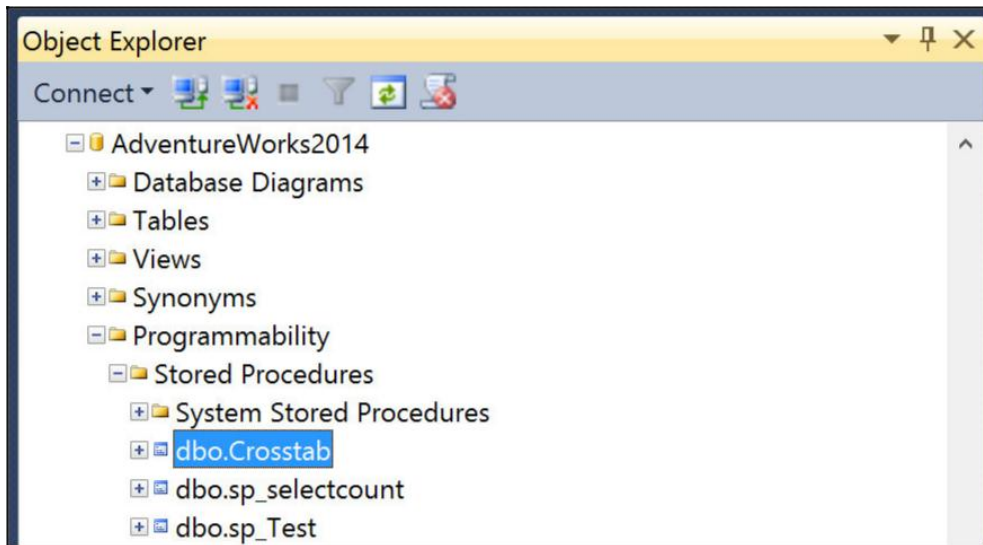 Object Explorer
Connect
AdventureWorks2014
Database Diagrams
Tables
Views
Synonyms
Programmability
Stored Procedures
System Stored Procedures
dbo.Crosstab
dbo.sp_selectcount
dbo.sp_Test